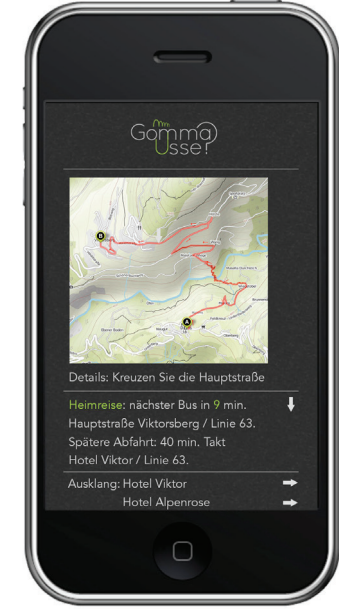 Gömma
Usse?
B
A
Details: Kreuzen Sie die Hauptstraße
Heimreise: nächster Bus in 9 min.
Hauptstraße Viktorsberg / Linie 63.
Spätere Abfahrt: 40 min. Takt
Hotel Viktor / Linie 63.
Ausklang: Hotel Viktor
Hotel Alpenrose